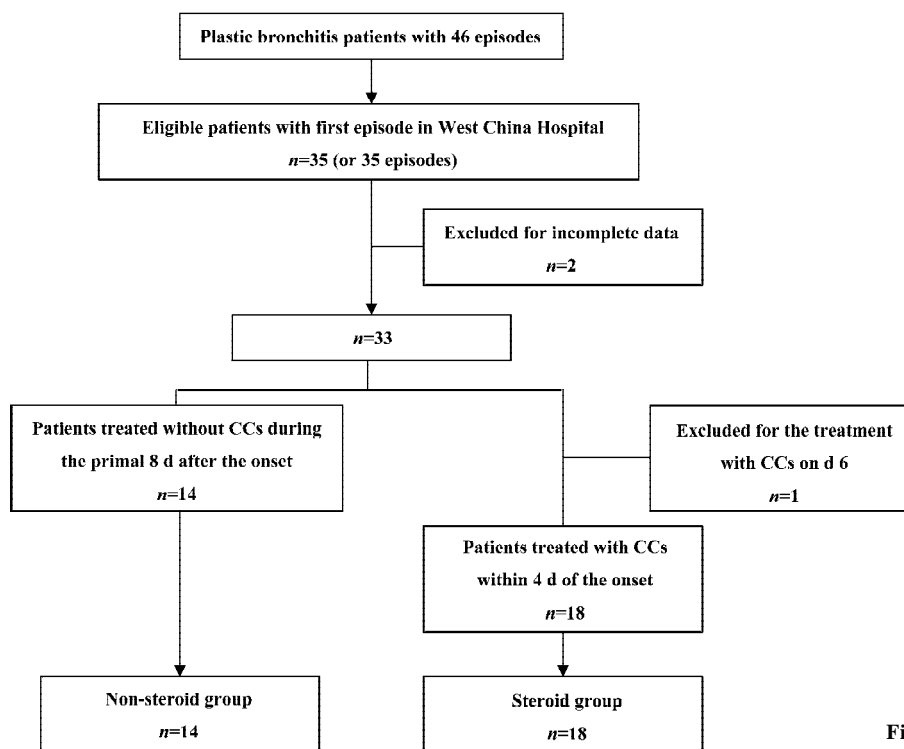 Plastic bronchitis patients with 46 episodes
Eligible patients with first episode in West China Hospital
n=35 (or 35 episodes)
Excluded for incomplete data
n=2
n=33
Patients treated without CCs during
the primal 8 d after the onset
n=14
Excluded for the treatment
with CCs on d 6
n=1
Patients treated with CCs
within 4 d of the onset
n=18
Non-steroid group
n=14
Steroid group
n=18
Fi